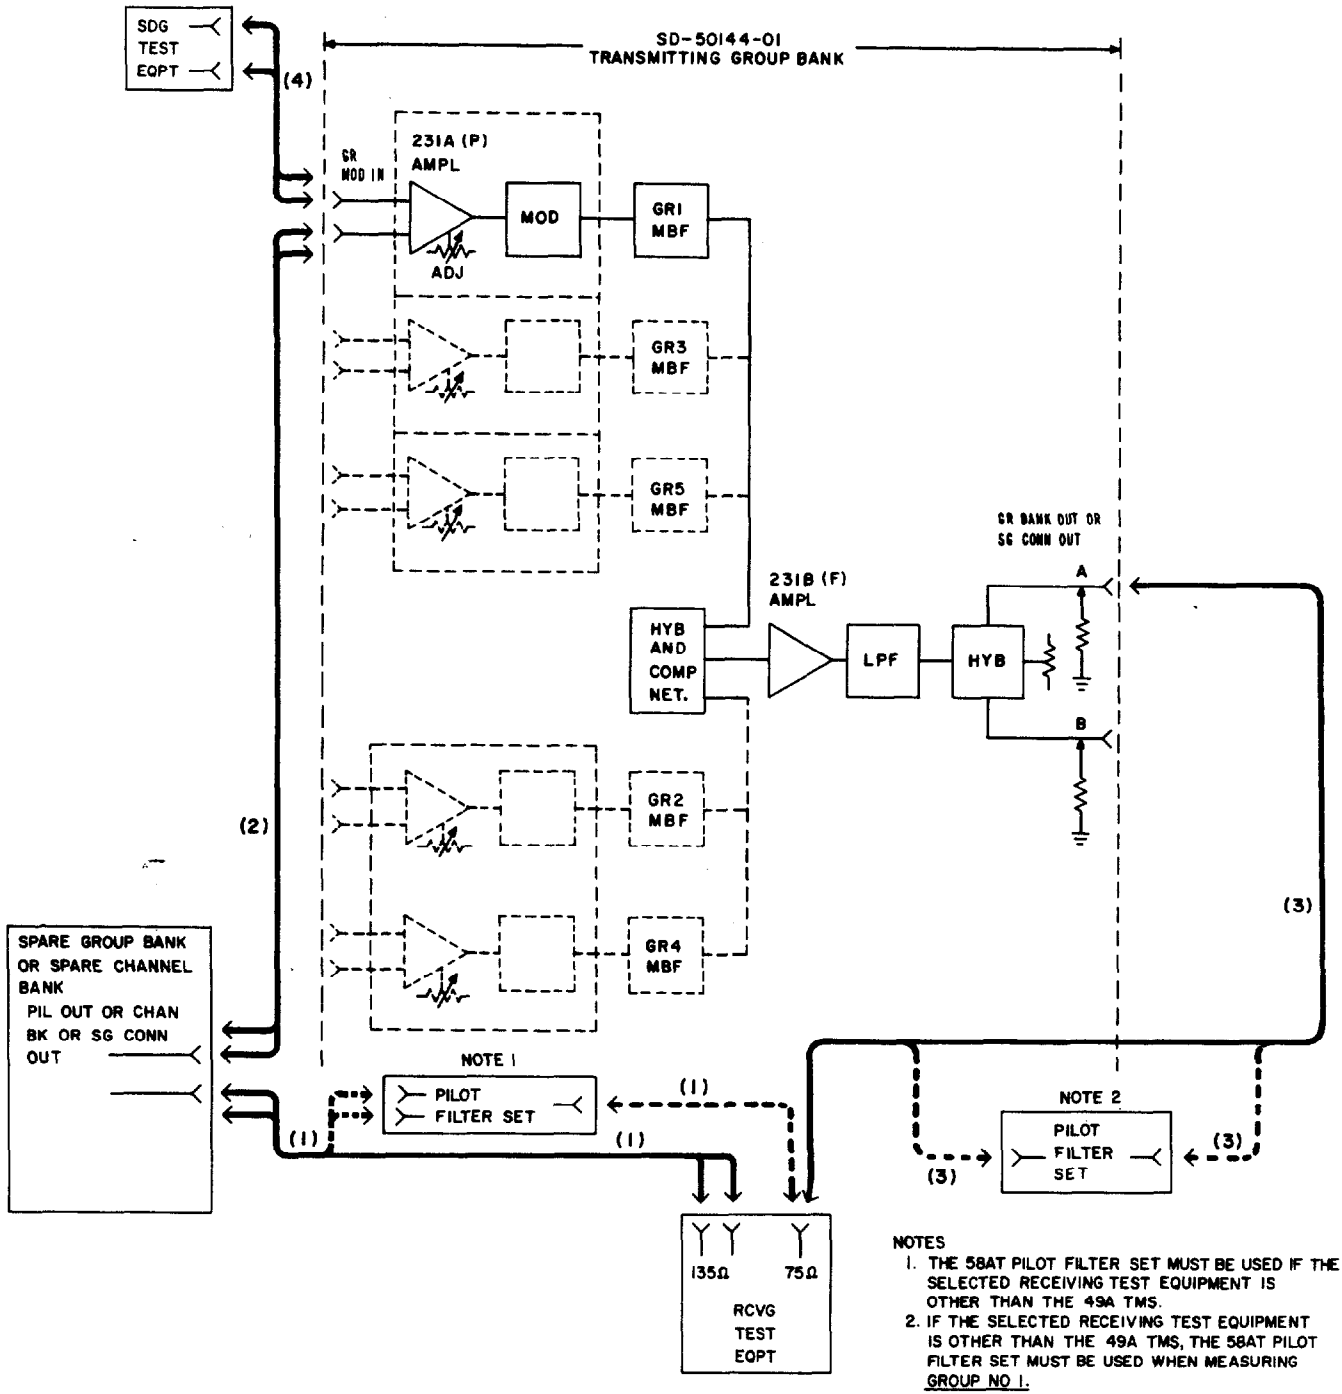 SDG
TEST
EQPT
(4)
SD-50144-01
TRANSMITTING GROUP BANK
GR
MOD IN
231A (P)
AMPL
ADJ
MOD
GR1
MBF
GR3
MBF
GR5
MBF
GR BANK OUT OR
SG CONN OUT
A
231B (F)
AMPL
HYB
AND
COMP
NET.
LPF
HYB
B
GR2
MBF
(2)
GR4
MBF
(3)
SPARE GROUP BANK
OR SPARE CHANNEL
BANK
PIL OUT OR CHAN
BK OR SG CONN
OUT
NOTE 1
PILOT
FILTER SET
(1)
(1)
(1)
NOTE 2
PILOT
FILTER
SET
(3)
(3)
135Ω
75Ω
RCVG
TEST
EQPT
NOTES
1. THE 58AT PILOT FILTER SET MUST BE USED IF THE
SELECTED RECEIVING TEST EQUIPMENT IS
OTHER THAN THE 49A TMS.
2. IF THE SELECTED RECEIVING TEST EQUIPMENT
IS OTHER THAN THE 49A TMS, THE 58AT PILOT
FILTER SET MUST BE USED WHEN MEASURING
GROUP NO 1.